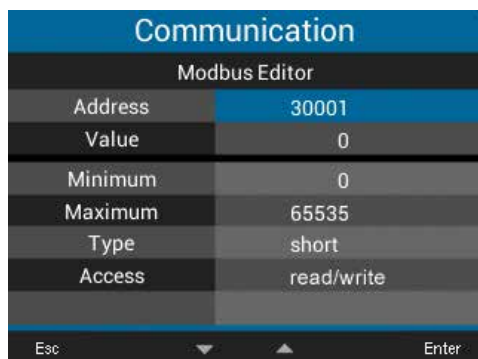 Communication
Modbus Editor
Address 30001
Value 0
Minimum 0
Maximum 65535
Type short
Access read/write
Esc Enter